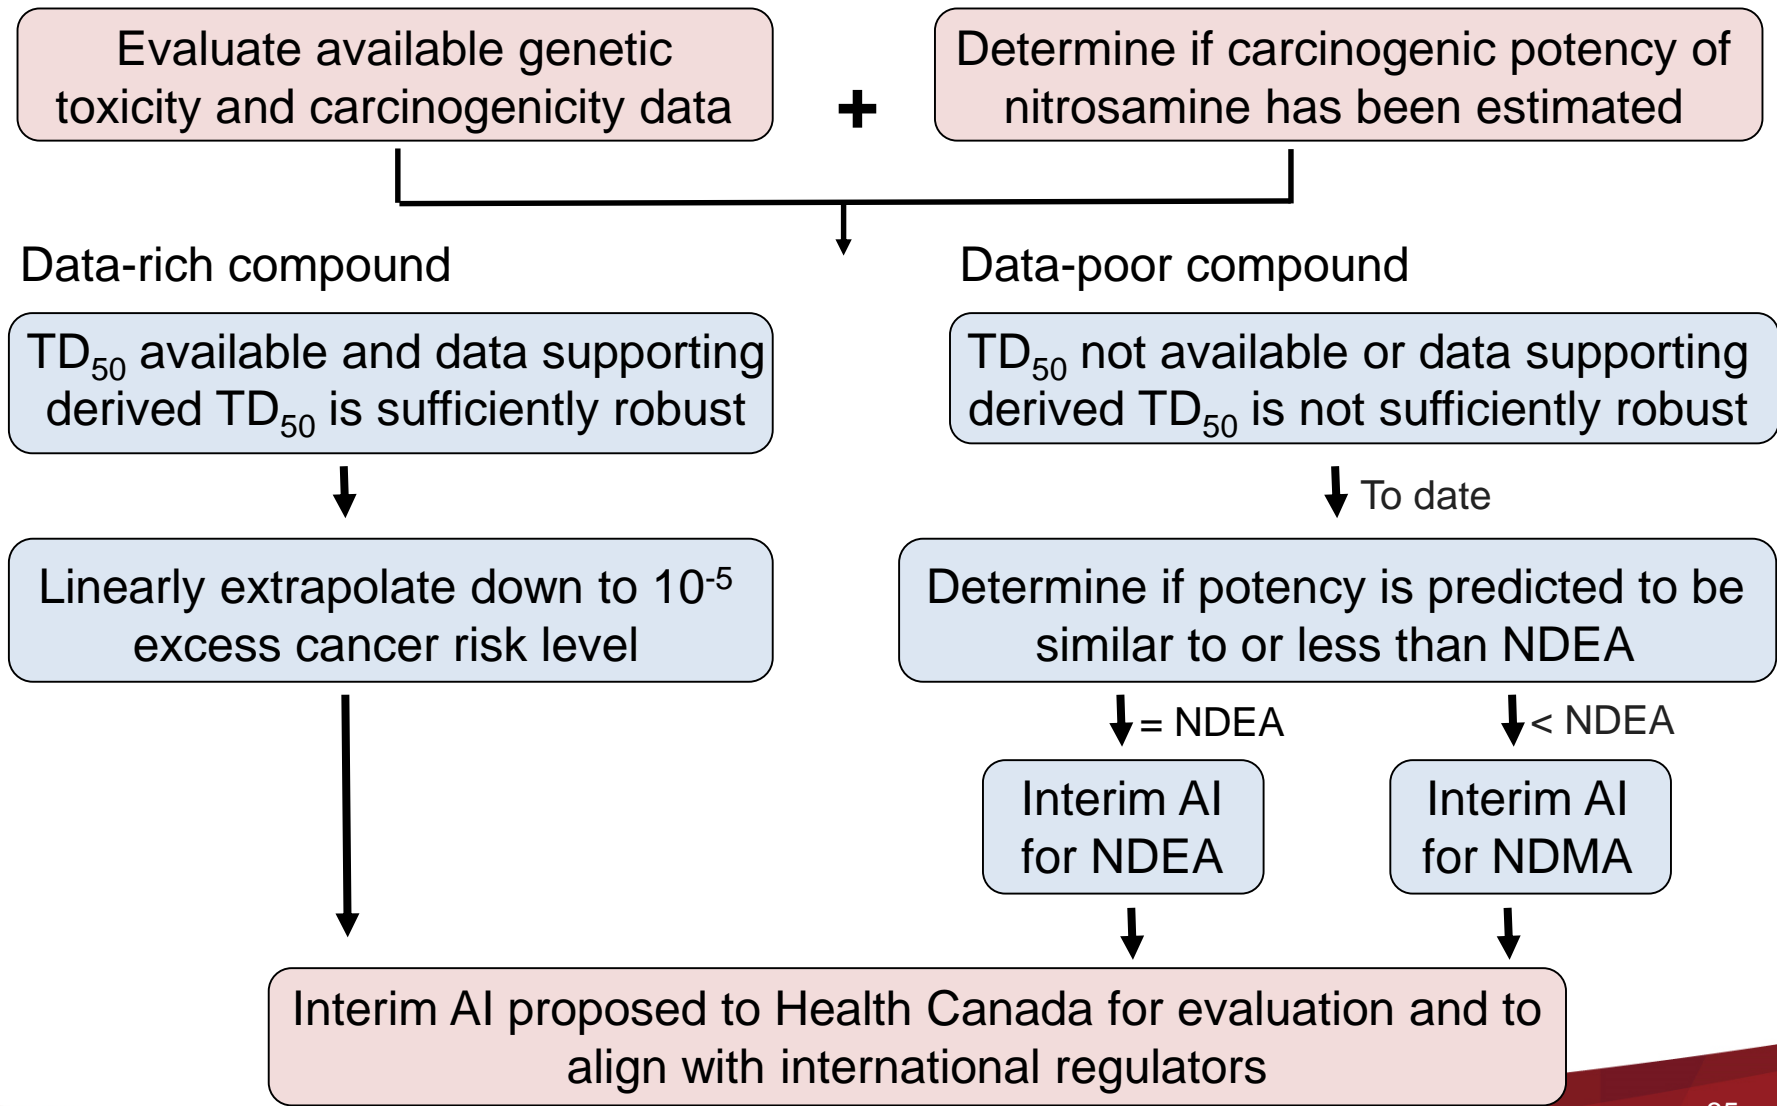 Evaluate available genetic
toxicity and carcinogenicity data
+
Determine if carcinogenic potency of
nitrosamine has been estimated
Data-rich compound
TD50 available and data supporting
derived TD50 is sufficiently robust
Linearly extrapolate down to 10-5
excess cancer risk level
Data-poor compound
TD50 not available or data supporting
derived TD50 is not sufficiently robust
To date
Determine if potency is predicted to be
similar to or less than NDEA
= NDEA
< NDEA
Interim AI
for NDEA
Interim AI
for NDMA
Interim AI proposed to Health Canada for evaluation and to
align with international regulators